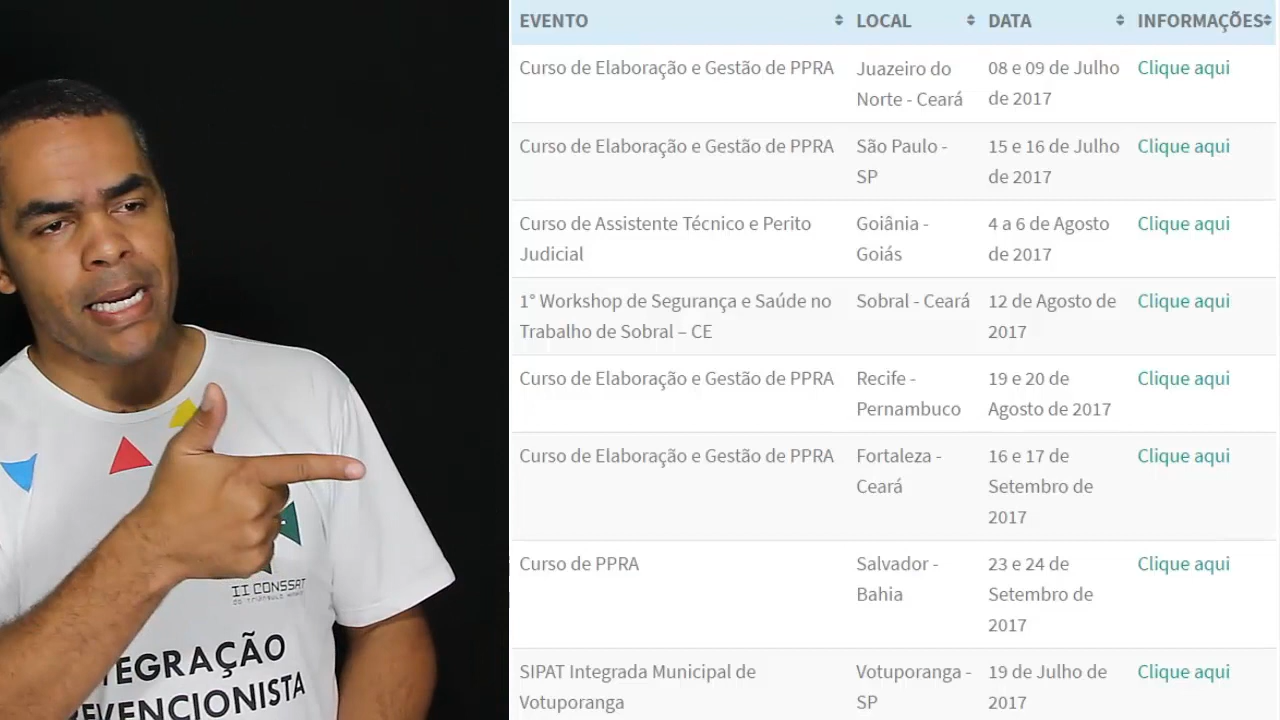 EVENTO LOCAL DATA INFORMAÇÕES
Curso de Elaboração e Gestão de PPRA Juazeiro do 08 e 09 de Julho Clique aqui
Norte - Ceará de 2017
Curso de Elaboração e Gestão de PPRA São Paulo - 15 e 16 de Julho Clique aqui
SP de 2017
Curso de Assistente Técnico e Perito Goiânia - 4 a 6 de Agosto Clique aqui
Judicial Goiás de 2017
1° Workshop de Segurança e Saúde no Sobral - Ceará 12 de Agosto de Clique aqui
Trabalho de Sobral – CE 2017
Curso de Elaboração e Gestão de PPRA Recife - 19 e 20 de Clique aqui
Pernambuco Agosto de 2017
Curso de Elaboração e Gestão de PPRA Fortaleza - 16 e 17 de Clique aqui
Ceará Setembro de
2017
Curso de PPRA Salvador - 23 e 24 de Clique aqui
Bahia Setembro de
2017
SIPAT Integrada Municipal de Votuporanga - 19 de Julho de Clique aqui
Votuporanga SP 2017
II CONSSAT
TEGRAÇÃO
EVENCIONISTA